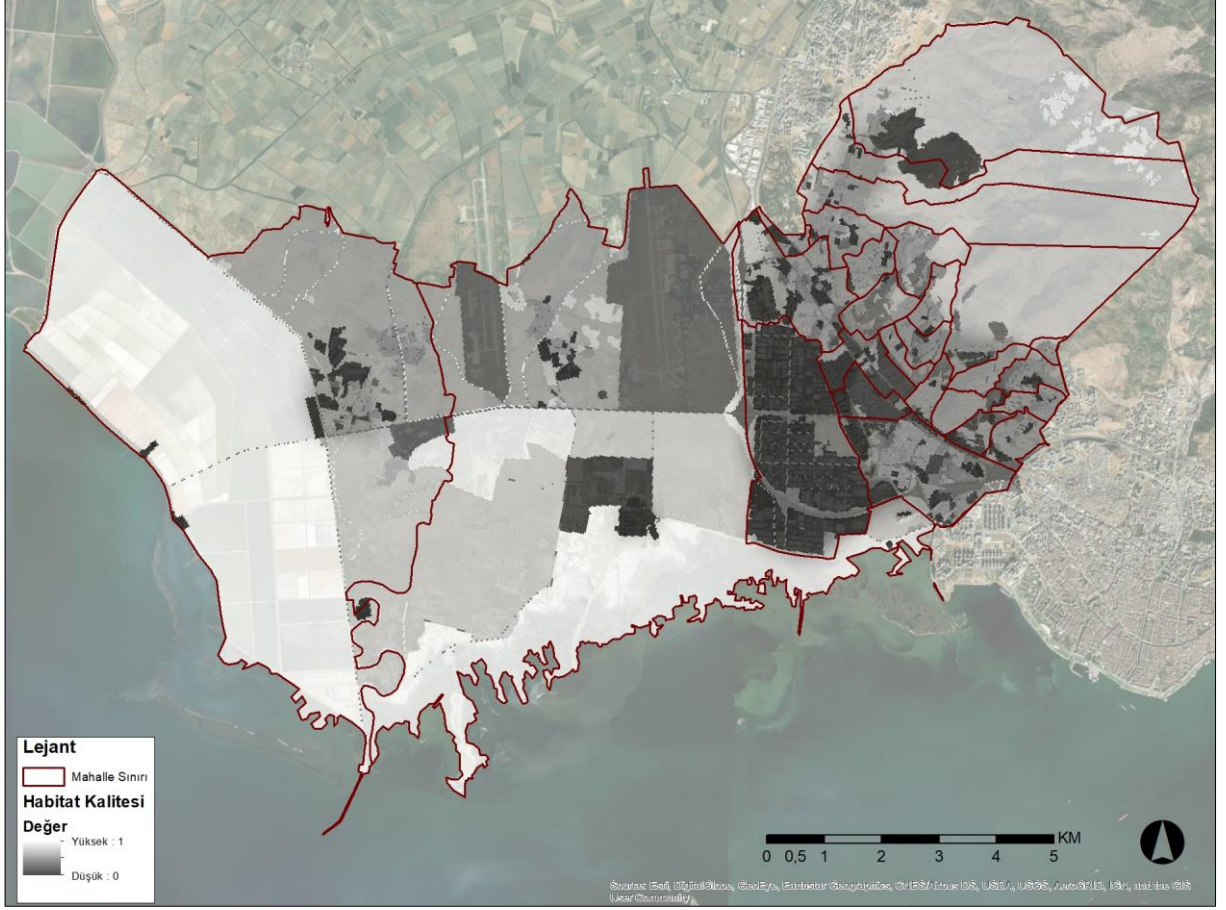 Lejant
Mahalle Sınırı
Habitat Kalitesi
Değer
Yüksek : 1
Düşük : 0
KM
0 0,5 1 2 3 4 5
Source: Esri, DigitalGlobe, GeoEye, Earthstar Geographics, CNES/Airbus DS, USDA, USGS, AeroGRID, IGN, and the GIS
User Community